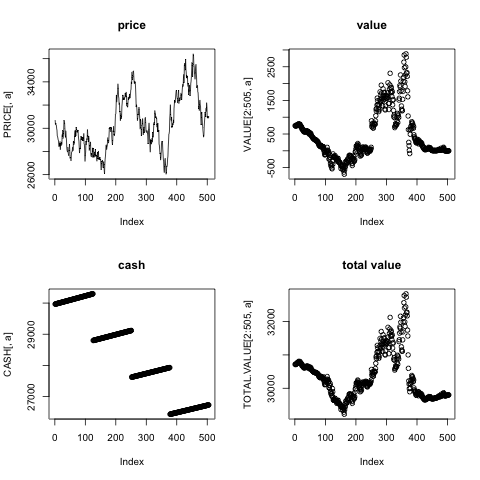 price
PRICE[, a]
26000 30000 34000
0 100 200 300 400 500
Index
value
VALUE[2:505, a]
-500 500 1500 2500
0 100 200 300 400 500
Index
cash
CASH[, a]
27000 29000
0 100 200 300 400 500
Index
total value
TOTAL.VALUE[2:505, a]
30000 32000
0 100 200 300 400 500
Index